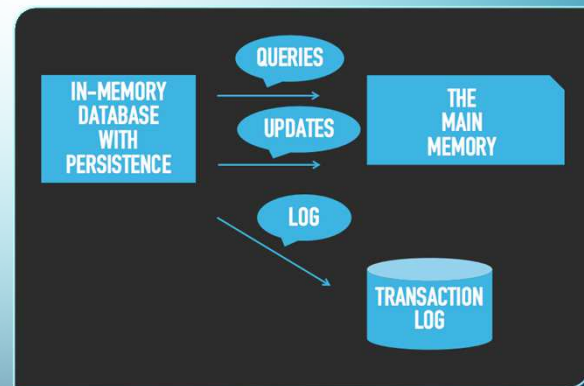 QUERIES
IN-MEMORY
DATABASE
WITH
PERSISTENCE
THE
MAIN
MEMORY
UPDATES
LOG
TRANSACTION
LOG